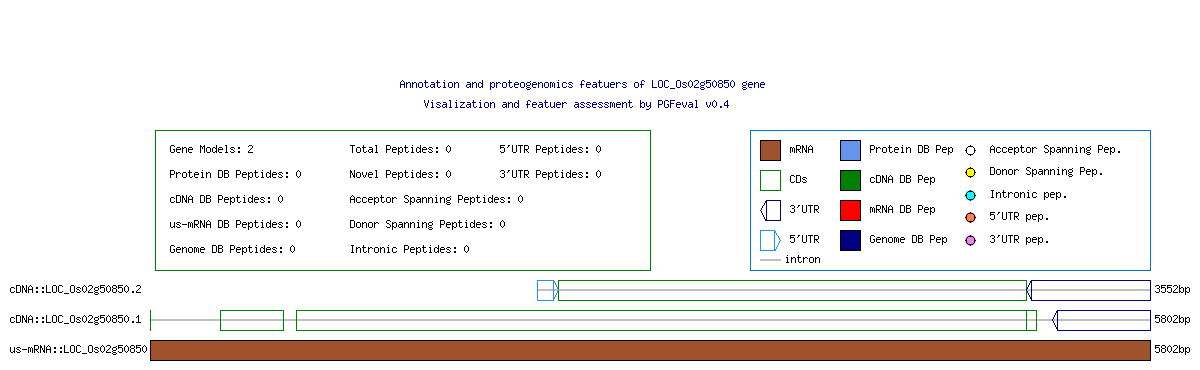 Annotation and proteogenomics featuers of LOC_Os02g50850 gene
Visalization and featuer assessment by PGFeval v0.4
Gene Models: 2 Total Peptides: 0 5'UTR Peptides: 0
Protein DB Peptides: 0 Novel Peptides: 0 3'UTR Peptides: 0
cDNA DB Peptides: 0 Acceptor Spanning Peptides: 0
us-mRNA DB Peptides: 0 Donor Spanning Peptides: 0
Genome DB Peptides: 0 Intronic Peptides: 0
mRNA Protein DB Pep Acceptor Spanning Pep.
CDs cDNA DB Pep Donor Spanning Pep.
3'UTR mRNA DB Pep Intronic pep.
5'UTR Genome DB Pep 5'UTR pep.
intron 3'UTR pep.
cDNA::LOC_Os02g50850.2 3552bp
cDNA::LOC_Os02g50850.1 5802bp
us-mRNA::LOC_Os02g50850 5802bp